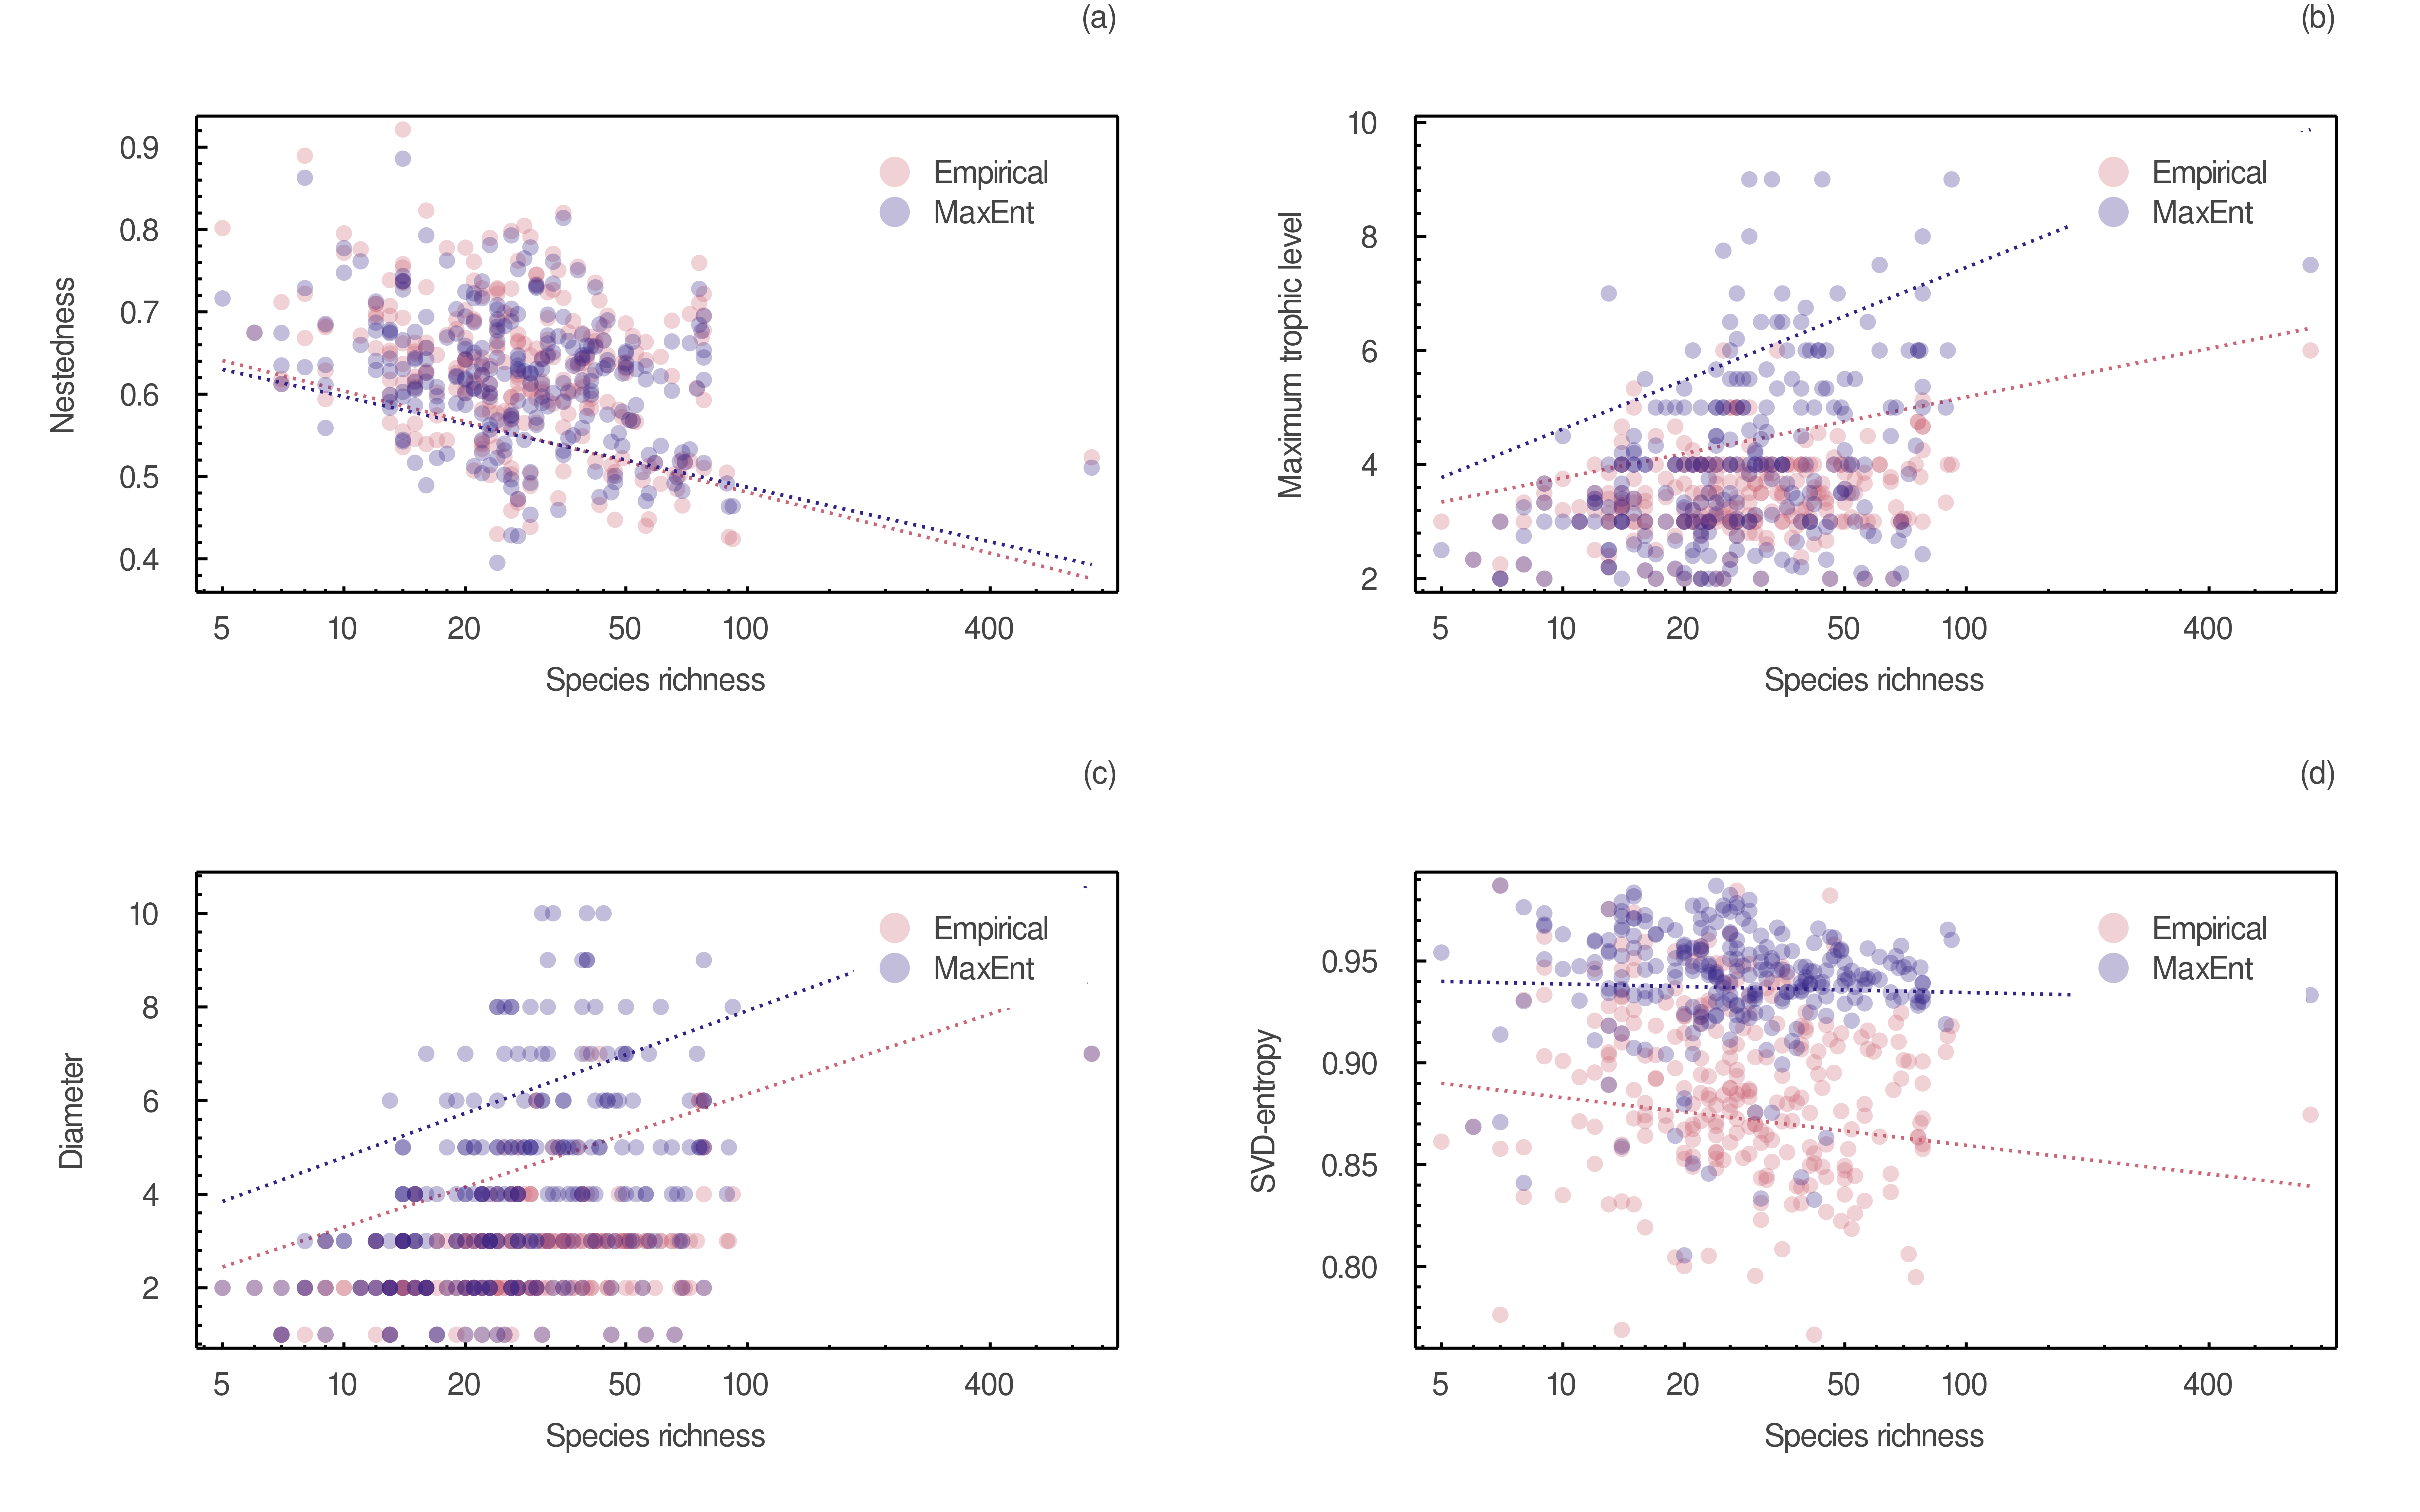 (a)
Nestedness
0.9
0.8
0.7
0.6
0.5
0.4
Empirical
MaxEnt
5 10 20 50 100 400
Species richness
(b)
Maximum trophic level
10
8
6
4
2
Empirical
MaxEnt
5 10 20 50 100 400
Species richness
(c)
Diameter
10
8
6
4
2
Empirical
MaxEnt
5 10 20 50 100 400
Species richness
(d)
SVD-entropy
0.95
0.90
0.85
0.80
Empirical
MaxEnt
5 10 20 50 100 400
Species richness